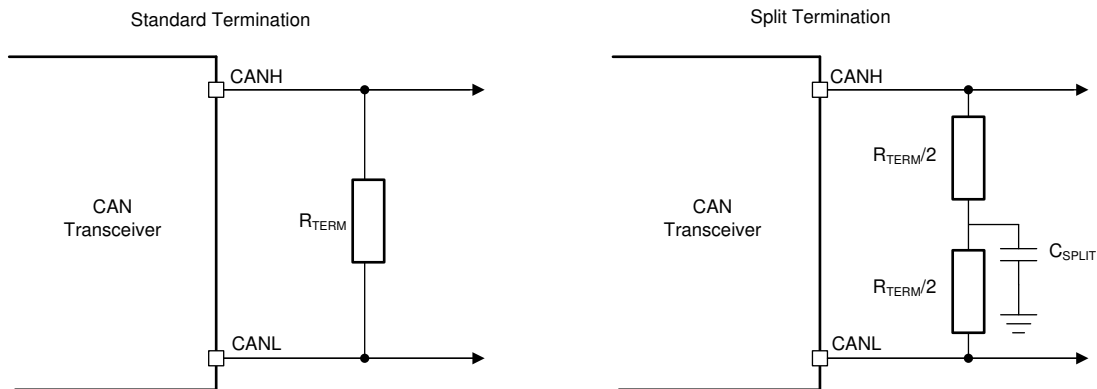 Standard Termination
CANH
CAN
Transceiver
RTERM
CANL
Split Termination
CANH
RTERM/2
CAN
Transceiver
CSPLIT
RTERM/2
CANL